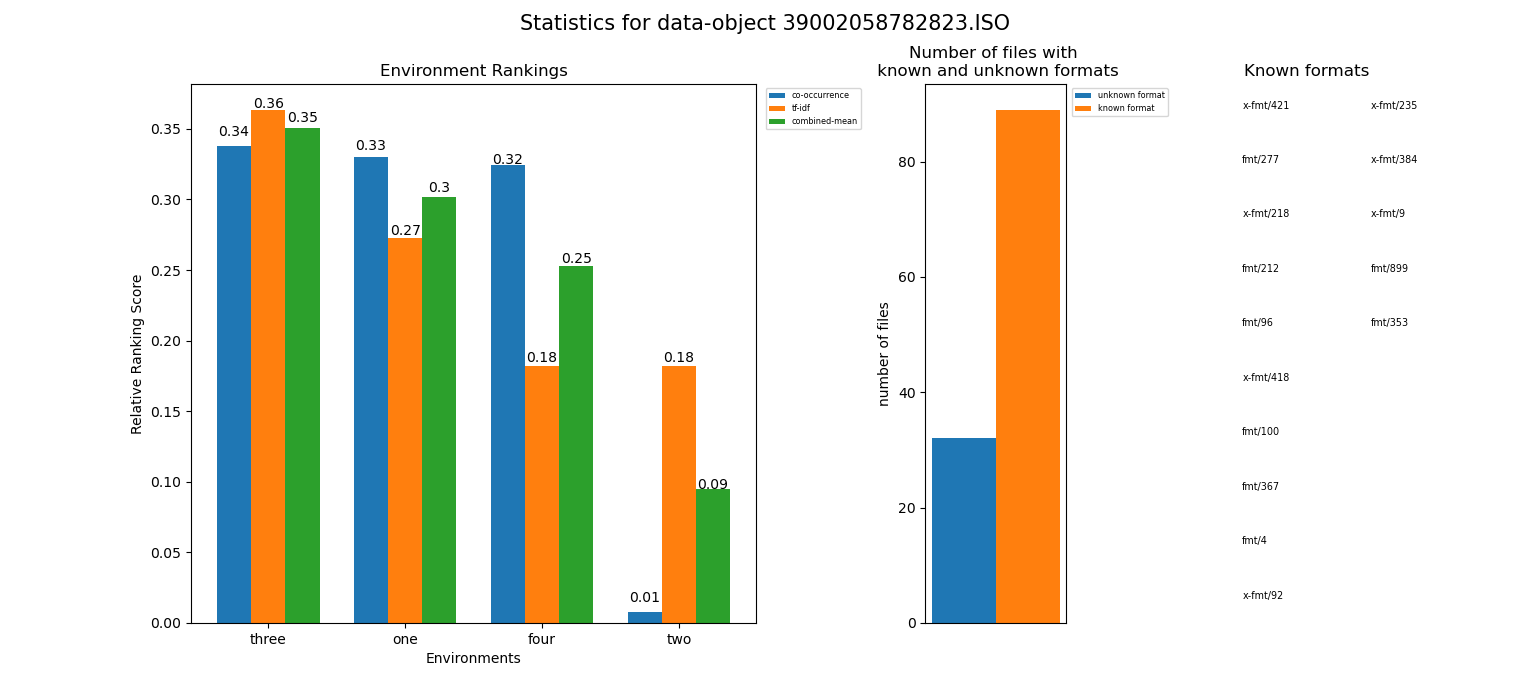 Statistics for data-object 39002058782823.ISO
Environment Rankings
Relative Ranking Score
0.35
0.30
0.25
0.20
0.15
0.10
0.05
0.00
0.34
0.36
0.35
0.33
0.27
0.3
0.32
0.18
0.25
0.01
0.18
0.09
three
one
four
two
Environments
co-occurrence
tf-idf
combined-mean
Number of files with
known and unknown formats
number of files
80
60
40
20
0
unknown format
known format
Known formats
x-fmt/421
x-fmt/235
fmt/277
x-fmt/384
x-fmt/218
x-fmt/9
fmt/212
fmt/899
fmt/96
fmt/353
x-fmt/418
fmt/100
fmt/367
fmt/4
x-fmt/92